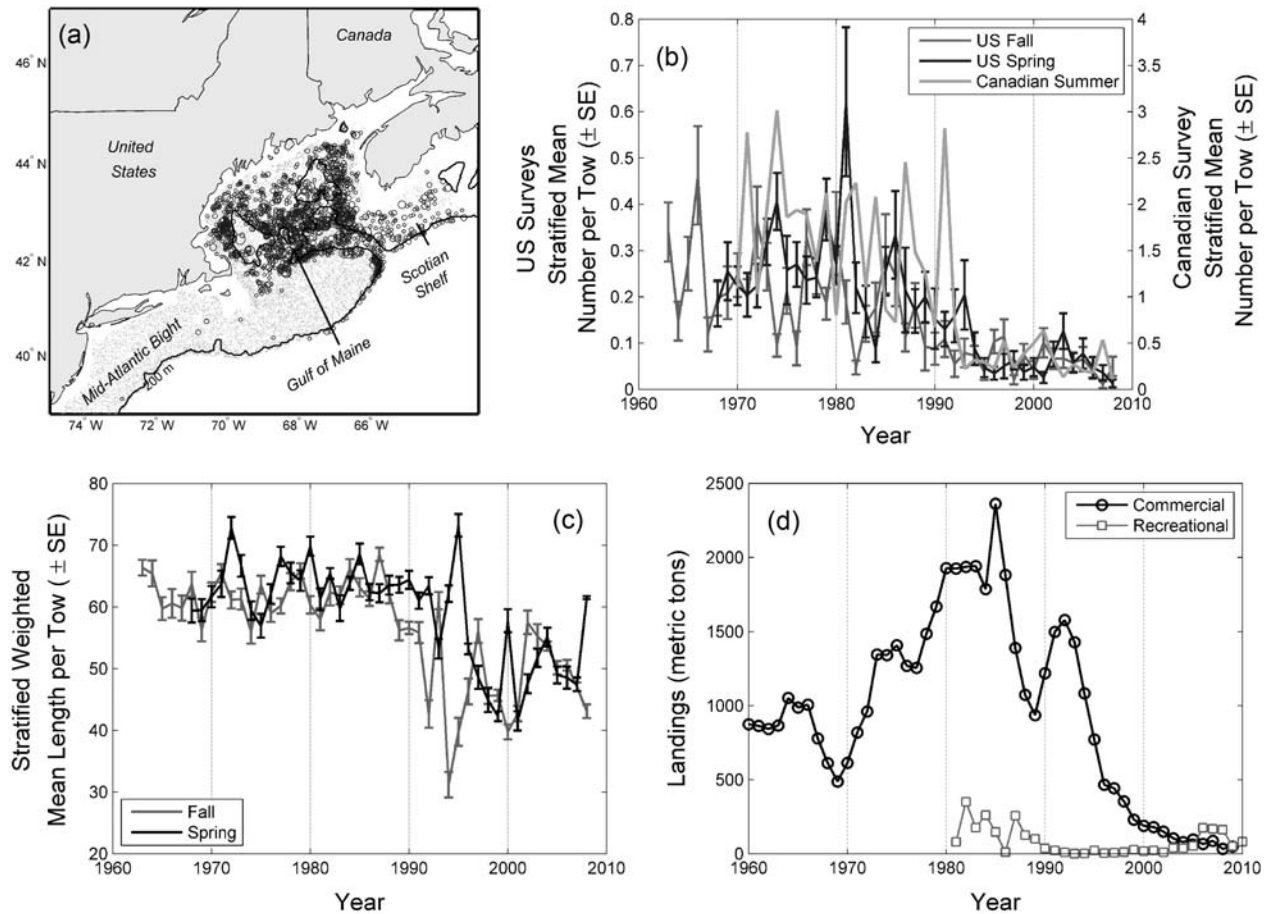 (a)
Canada
United
States
Gulf of Maine
Scotian
Shelf
Mid-Atlantic Bight
200 m
46° N
44° N
42° N
40° N
74° W
72° W
70° W
68° W
66° W
(b)
US Fall
US Spring
Canadian Summer
US Surveys
Stratified Mean
Number per Tow (± SE)
0.8
0.7
0.6
0.5
0.4
0.3
0.2
0.1
0
Canadian Survey
Stratified Mean
Number per Tow (± SE)
4
3.5
3
2.5
2
1.5
1
0.5
0
1960
1970
1980
1990
2000
2010
Year
(c)
Stratified Weighted
Mean Length per Tow (± SE)
80
70
60
50
40
30
20
Fall
Spring
1960
1970
1980
1990
2000
2010
Year
(d)
Commercial
Recreational
Landings (metric tons)
2500
2000
1500
1000
500
0
1960
1970
1980
1990
2000
2010
Year